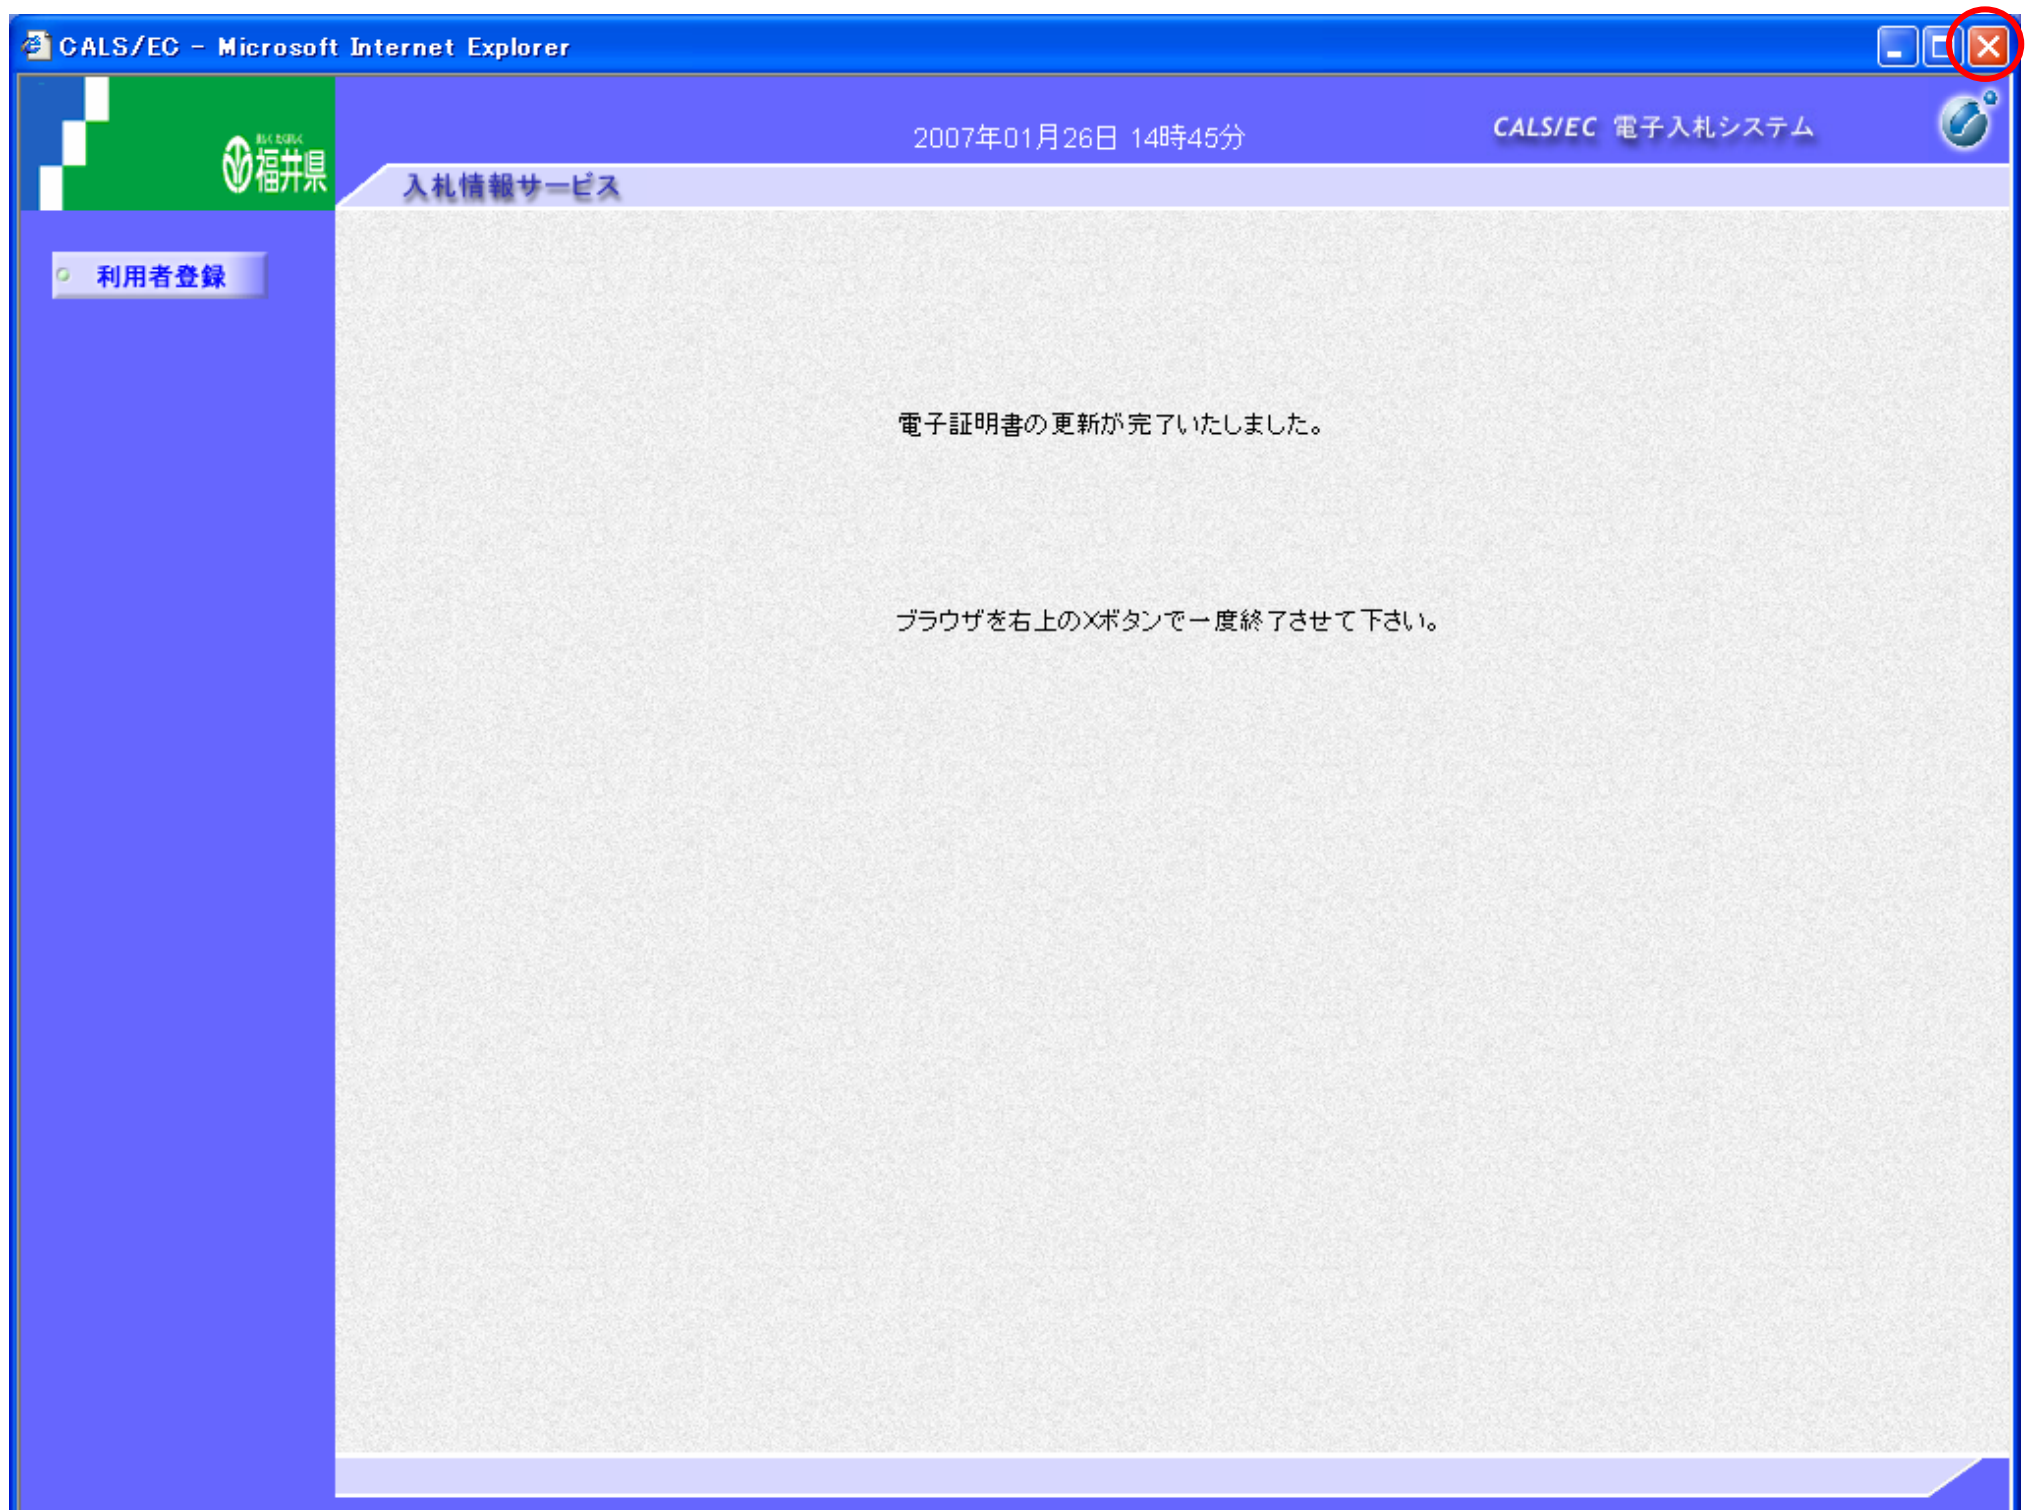 CALS/EC - Microsoft Internet Explorer
2007年01月26日 14時45分
CALS/EC 電子入札システム
福井県
入札情報サービス
利用者登録
電子証明書の更新が完了いたしました。
ブラウザを右上のXボタンで一度終了させて下さい。